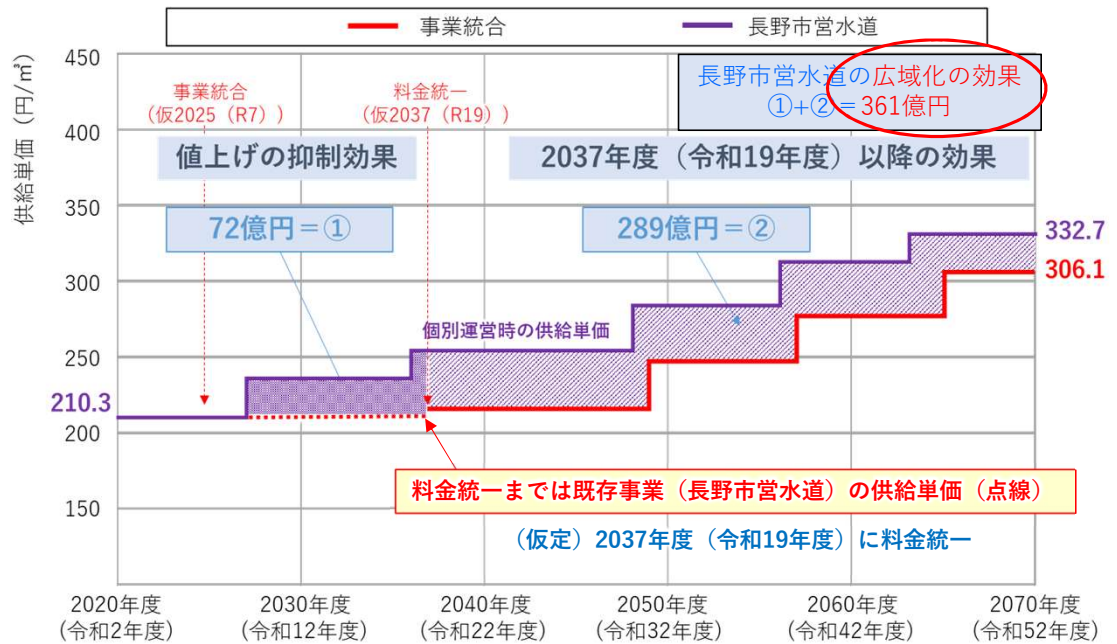 事業統合 長野市営水道
供給単価（円/㎥）
450
400
350
300
250
200
150
事業統合
（仮2025（R7））
料金統一
（仮2037（R19））
長野市営水道の広域化の効果
①+②＝361億円
値上げの抑制効果
2037年度（令和19年度）以降の効果
72億円＝①
289億円＝②
332.7
306.1
個別運営時の供給単価
210.3
料金統一までは既存事業（長野市営水道）の供給単価（点線）
（仮定）2037年度（令和19年度）に料金統一
2020年度 2030年度 2040年度 2050年度 2060年度 2070年度
（令和2年度） （令和12年度） （令和22年度） （令和32年度） （令和42年度） （令和52年度）